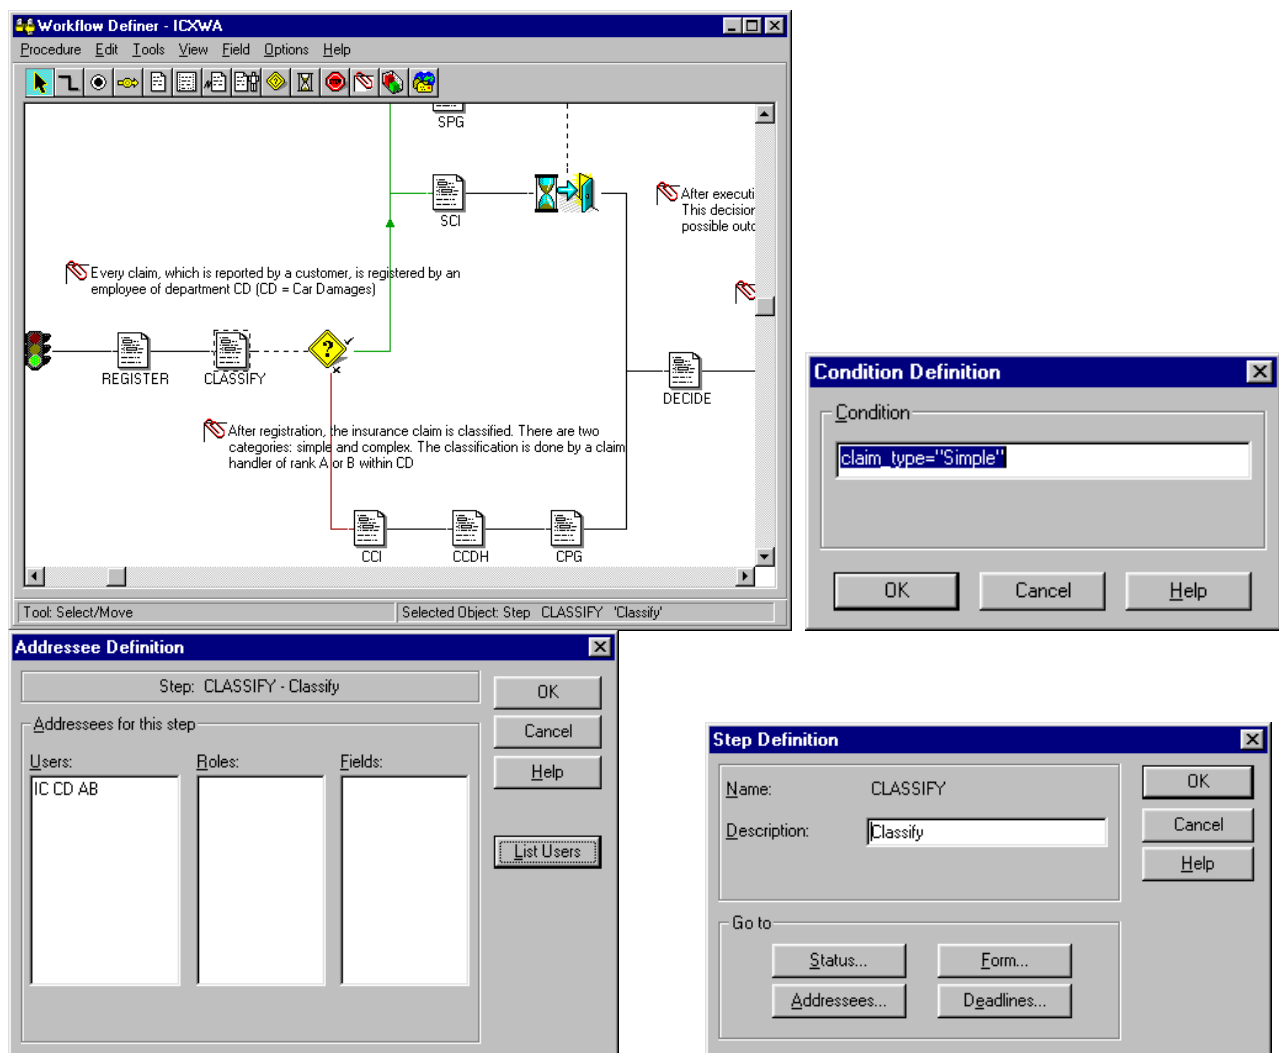 Workflow Definer - ICXWA
Procedure Edit Tools View Field Options Help
SPG
SCI
After executi
This decision
possible outc
Every claim, which is reported by a customer, is registered by an
employee of department CD (CD = Car Damages)
REGISTER
CLASSIFY
?
DECIDE
After registration, the insurance claim is classified. There are two
categories: simple and complex. The classification is done by a claim
handler of rank A or B within CD
CCI
CCDH
CPG
Tool: Select/Move
Selected Object: Step CLASSIFY 'Classify'
Condition Definition
Condition
claim_type="Simple"
OK
Cancel
Help
Addressee Definition
Step: CLASSIFY - Classify
Addressees for this step
Users:
Roles:
Fields:
IC CD AB
OK
Cancel
Help
List Users
Step Definition
Name: CLASSIFY
Description: Classify
OK
Cancel
Help
Go to
Status...
Form...
Addressees...
Deadlines...